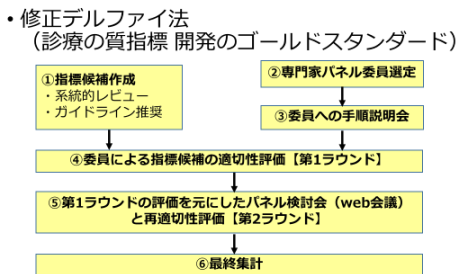 ・修正デルファイ法
（診療の質指標 開発のゴールドスタンダード）
①指標候補作成
・系統的レビュー
・ガイドライン推奨
②専門家パネル委員選定
③委員への手順説明会
④委員による指標候補の適切性評価【第1ラウンド】
⑤第1ラウンドの評価を元にしたパネル検討会（web会議）
と再適切性評価【第2ラウンド】
⑥最終集計